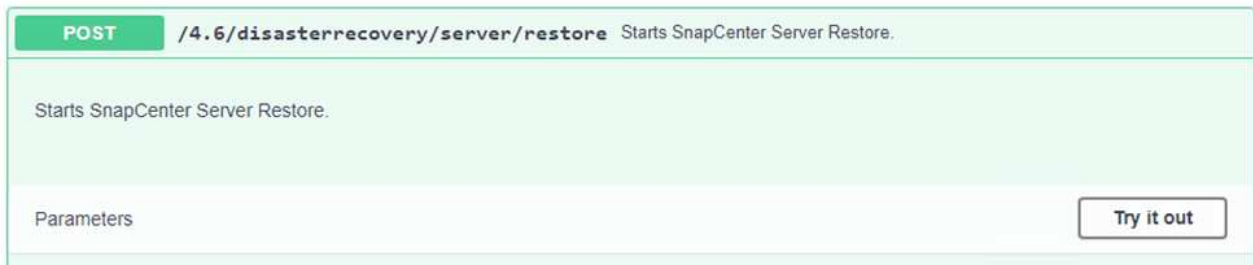 POST /4.6/disasterrecovery/server/restore Starts SnapCenter Server Restore.
Starts SnapCenter Server Restore.
Parameters Try it out